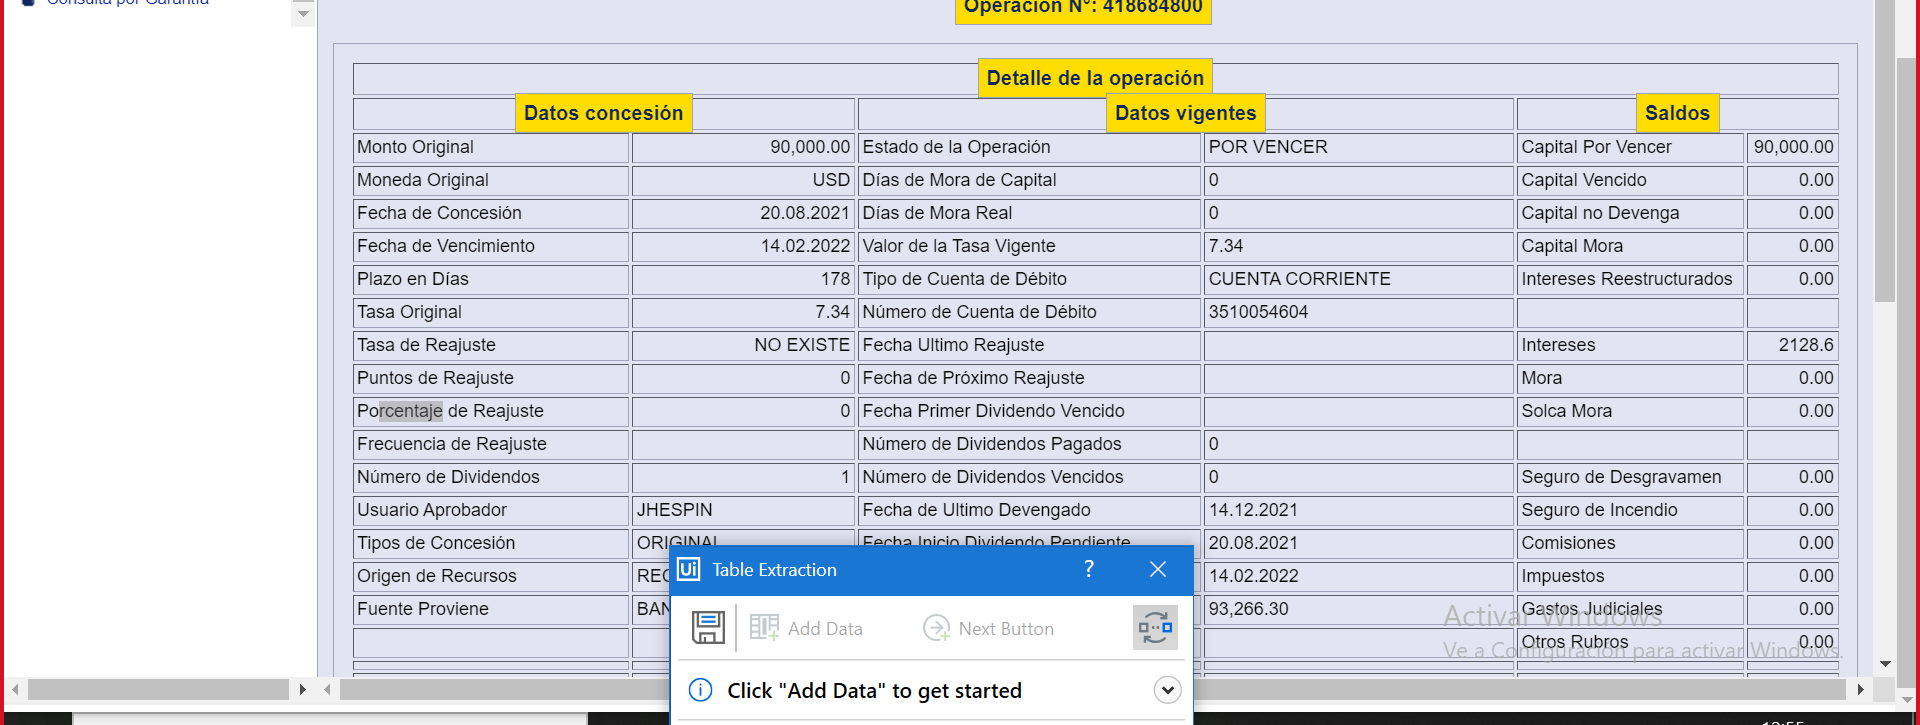 Consulta por Garantía
Operación N°: 418684800
Detalle de la operación
Datos concesión Datos vigentes Saldos
Monto Original 90,000.00 Estado de la Operación POR VENCER Capital Por Vencer 90,000.00
Moneda Original USD Días de Mora de Capital 0 Capital Vencido 0.00
Fecha de Concesión 20.08.2021 Días de Mora Real 0 Capital no Devenga 0.00
Fecha de Vencimiento 14.02.2022 Valor de la Tasa Vigente 7.34 Capital Mora 0.00
Plazo en Días 178 Tipo de Cuenta de Débito CUENTA CORRIENTE Intereses Reestructurados 0.00
Tasa Original 7.34 Número de Cuenta de Débito 3510054604
Tasa de Reajuste NO EXISTE Fecha Ultimo Reajuste Intereses 2128.6
Puntos de Reajuste 0 Fecha de Próximo Reajuste Mora 0.00
Porcentaje de Reajuste 0 Fecha Primer Dividendo Vencido Solca Mora 0.00
Frecuencia de Reajuste Número de Dividendos Pagados 0
Número de Dividendos 1 Número de Dividendos Vencidos 0 Seguro de Desgravamen 0.00
Usuario Aprobador JHESPIN Fecha de Ultimo Devengado 14.12.2021 Seguro de Incendio 0.00
Tipos de Concesión ORIGINAL Fecha Inicio Dividendo Pendiente 20.08.2021 Comisiones 0.00
Origen de Recursos REC 14.02.2022 Impuestos 0.00
Fuente Proviene BAN 93,266.30 Gastos Judiciales 0.00
Otros Rubros 0.00
Activar Windows
Ve a Configuración para activar Windows.
Ui Table Extraction ?
Add Data Next Button
Click "Add Data" to get started